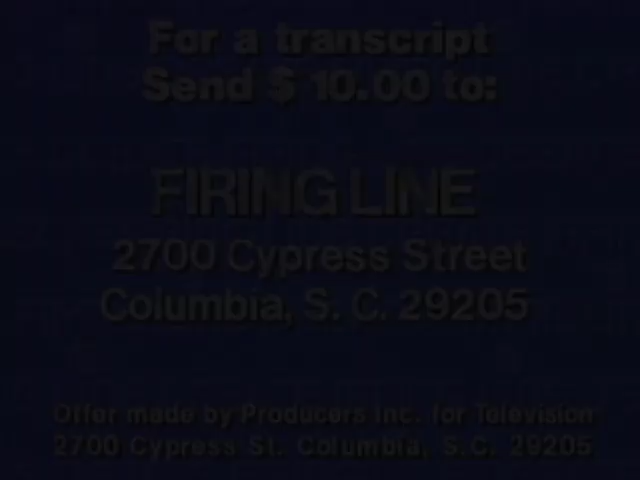 For a transcript
Send $ 10.00 to:
FIRING LINE
2700 Cypress Street
Columbia, S. C. 29205
Offer made by Producers Inc. for Television
2700 Cypress St. Columbia, S.C. 29205